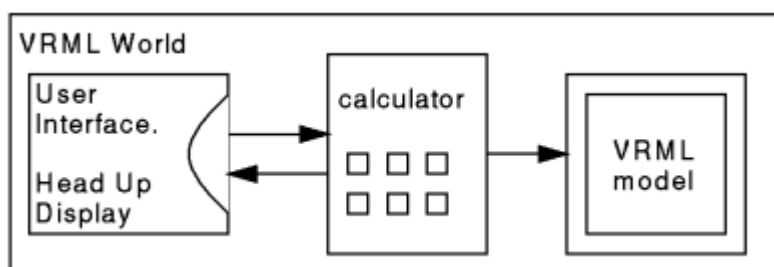 VRML World
User
Interface.
Head Up
Display
calculator
VRML
model